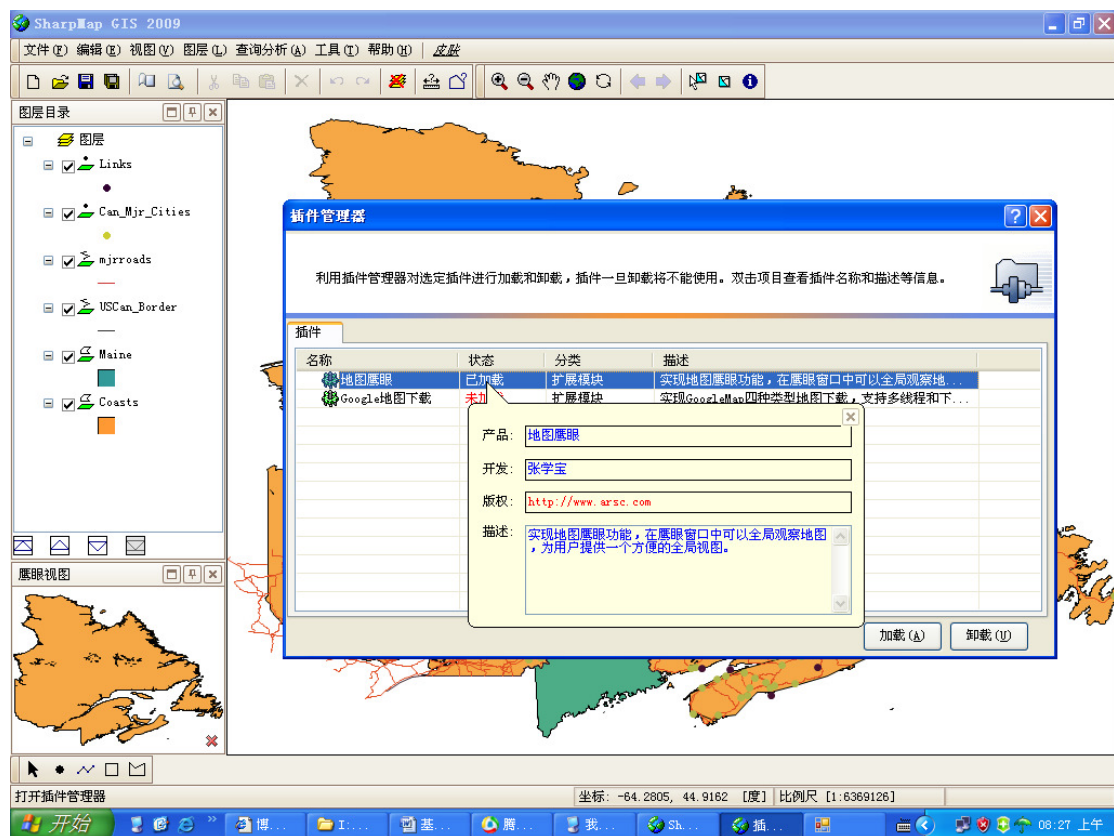 SharpMap GIS 2009
文件(F) 编辑(E) 视图(V) 图层(L) 查询分析(A) 工具(T) 帮助(H) 皮肤
图层目录
图层
Links
Can_Mjr_Cities
mjrroads
USCan_Border
Maine
Coasts
鹰眼视图
插件管理器
利用插件管理器对选定插件进行加载和卸载，插件一旦卸载将不能使用。双击项目查看插件名称和描述等信息。
插件
名称 状态 分类 描述
地图鹰眼 已加载 扩展模块 实现地图鹰眼功能，在鹰眼窗口中可以全局观察地...
Google地图下载 未加 扩展模块 实现GoogleMap四种类型地图下载，支持多线程和下...
产品: 地图鹰眼
开发: 张学宝
版权: http://www.arsc.com
描述: 实现地图鹰眼功能，在鹰眼窗口中可以全局观察地图
，为用户提供一个方便的全局视图。
加载(A) 卸载(U)
打开插件管理器
坐标: -64.2805, 44.9162 [度] 比例尺 [1:6369126]
开始 博... I:... 基... 腾... 我... Sh... 插... 08:27 上午